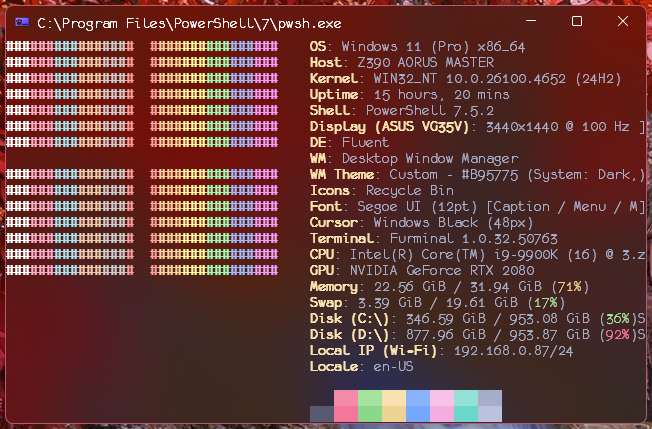 C:\Program Files\PowerShell\7\pwsh.exe
################ ################ OS: Windows 11 (Pro) x86_64
################ ################ Host: Z390 AORUS MASTER
################ ################ Kernel: WIN32_NT 10.0.26100.4652 (24H2)
################ ################ Uptime: 15 hours, 20 mins
################ ################ Shell: PowerShell 7.5.2
################ ################ Display (ASUS VG35V): 3440x1440 @ 100 Hz ]
################ ################ DE: Fluent
WM: Desktop Window Manager
################ ################ WM Theme: Custom - #B95775 (System: Dark,)
################ ################ Icons: Recycle Bin
################ ################ Font: Segoe UI (12pt) [Caption / Menu / M]
################ ################ Cursor: Windows Black (48px)
################ ################ Terminal: Furminal 1.0.32.50763
################ ################ CPU: Intel(R) Core(TM) i9-9900K (16) @ 3.z
################ ################ GPU: NVIDIA GeForce RTX 2080
Memory: 22.56 GiB / 31.94 GiB (71%)
Swap: 3.39 GiB / 19.61 GiB (17%)
Disk (C:\): 346.59 GiB / 953.08 GiB (36%)S
Disk (D:\): 877.96 GiB / 953.87 GiB (92%)S
Local IP (Wi-Fi): 192.168.0.87/24
Locale: en-US